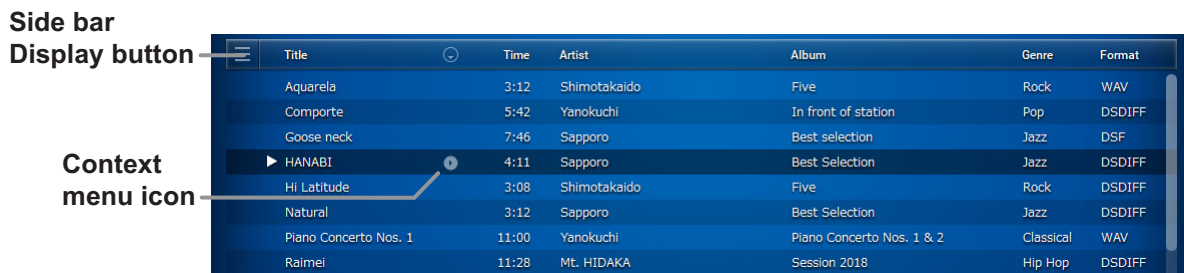 Side bar
Display button
Title Time Artist Album Genre Format
Aquarela 3:12 Shimotakaido Five Rock WAV
Comporte 5:42 Yanokuchi In front of station Pop DSDIFF
Goose neck 7:46 Sapporo Best selection Jazz DSF
Context
menu icon
HANABI 4:11 Sapporo Best Selection Jazz DSDIFF
Hi Latitude 3:08 Shimotakaido Five Rock DSDIFF
Natural 3:12 Sapporo Best Selection Jazz DSDIFF
Piano Concerto Nos. 1 11:00 Yanokuchi Piano Concerto Nos. 1 & 2 Classical WAV
Raimei 11:28 Mt. HIDAKA Session 2018 Hip Hop DSDIFF